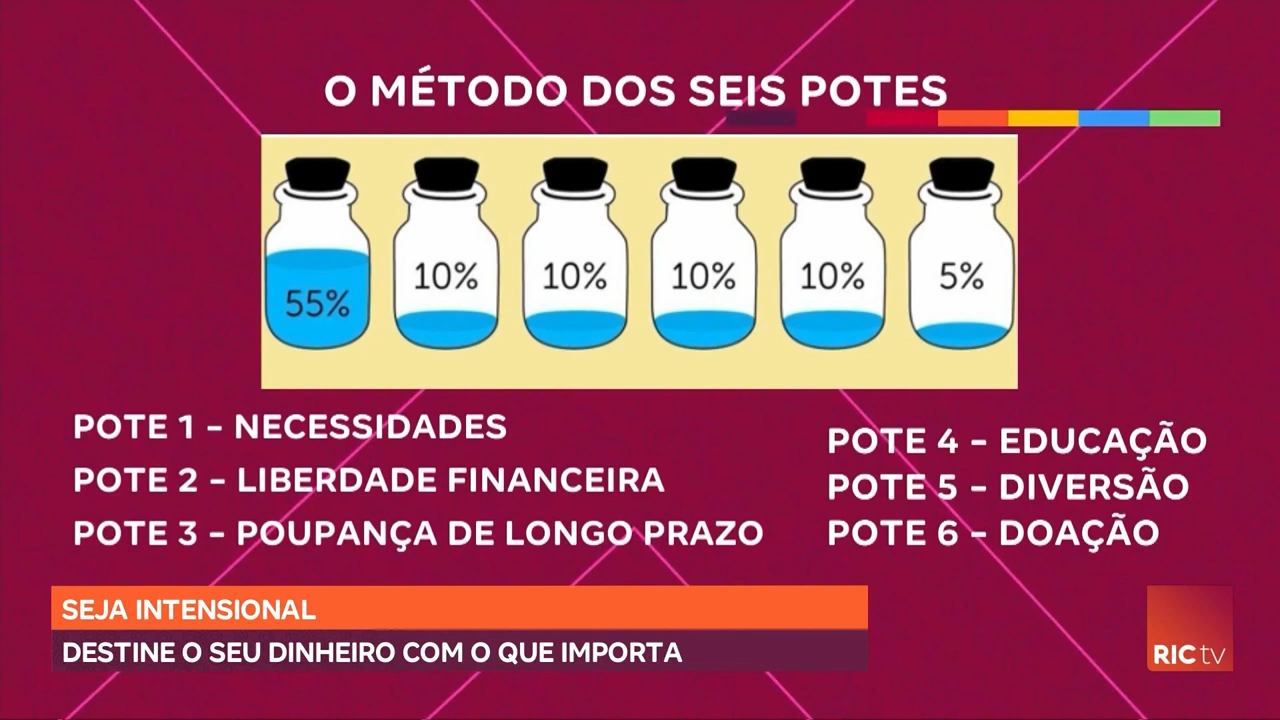 O MÉTODO DOS SEIS POTES
55% 10% 10% 10% 10% 5%
POTE 1 – NECESSIDADES
POTE 2 – LIBERDADE FINANCEIRA
POTE 3 – POUPANÇA DE LONGO PRAZO
POTE 4 – EDUCAÇÃO
POTE 5 – DIVERSÃO
POTE 6 – DOAÇÃO
SEJA INTENSIONAL
DESTINE O SEU DINHEIRO COM O QUE IMPORTA
RIC tv